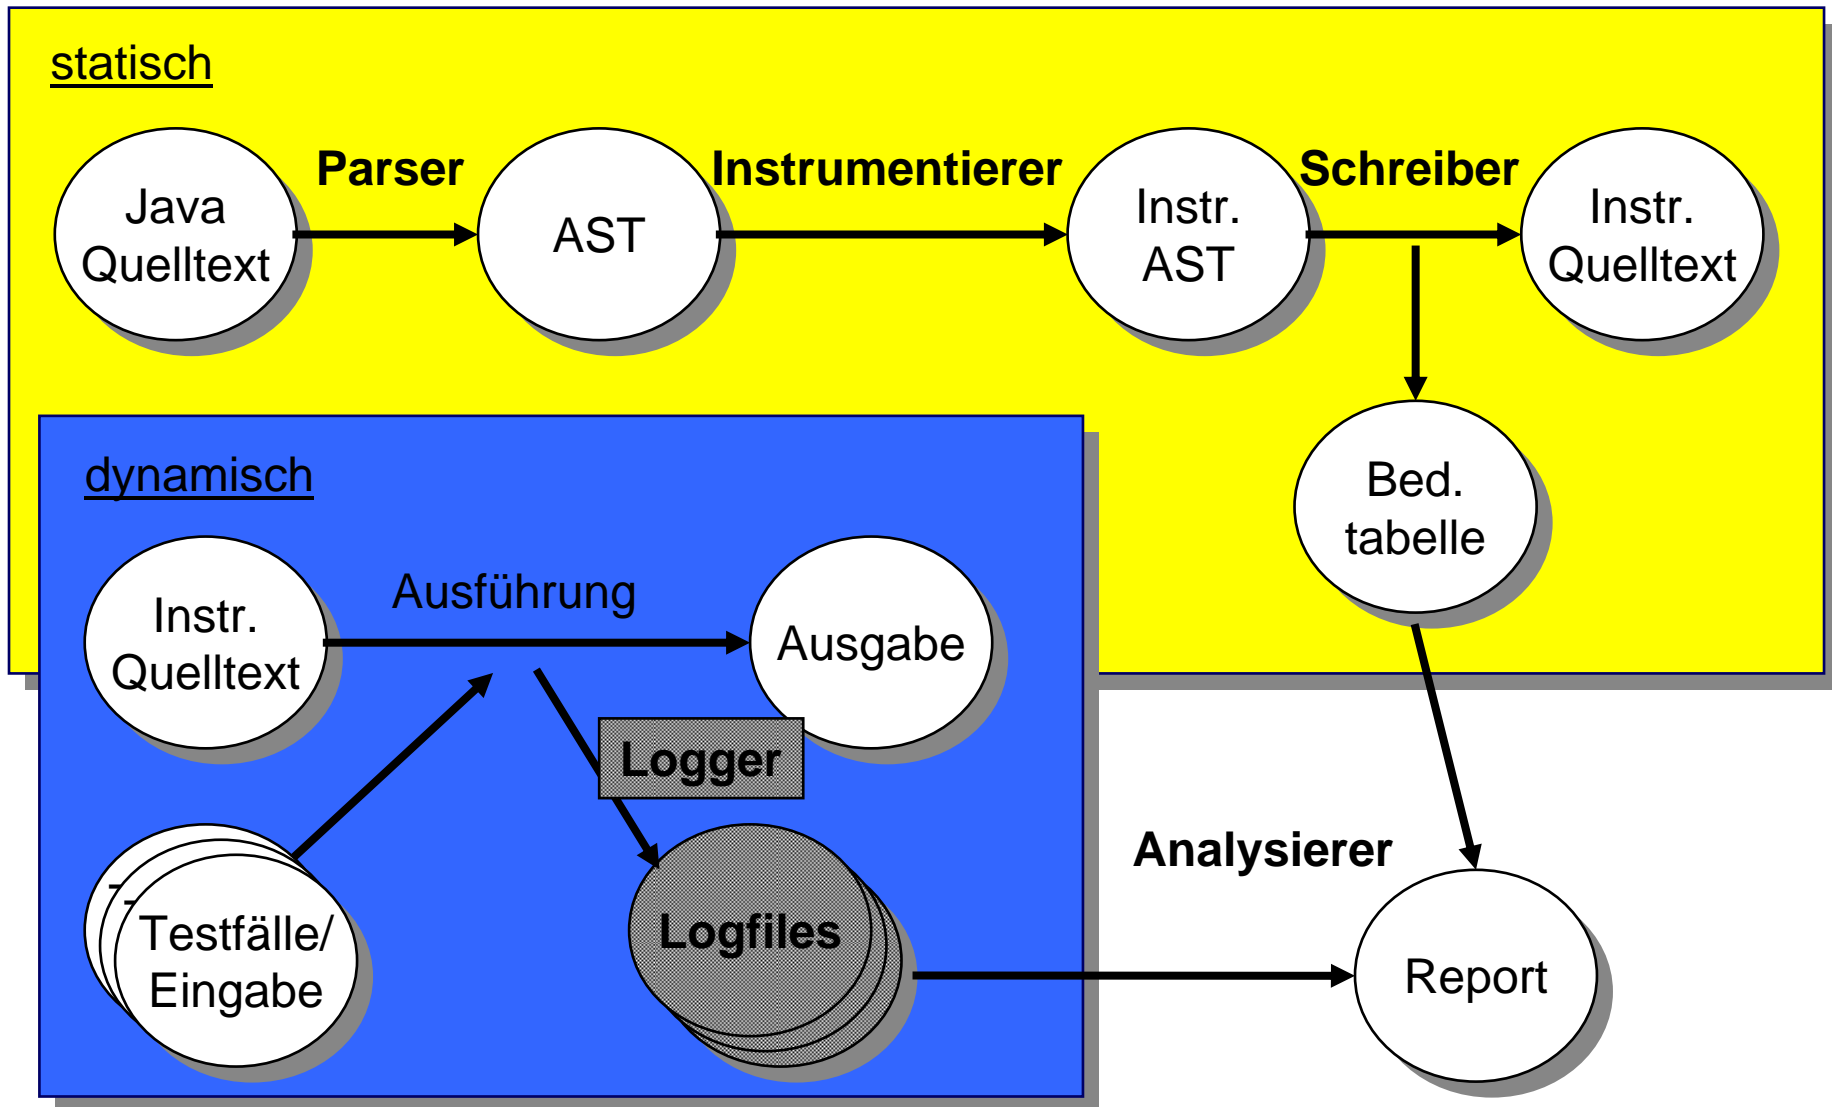 statisch
Parser
Instrumentierer
Schreiber
Java
Quelltext
AST
Instr.
AST
Instr.
Quelltext
Bed.
tabelle
dynamisch
Ausführung
Instr.
Quelltext
Ausgabe
Logger
Testfälle/
Eingabe
Logfiles
Analysierer
Report